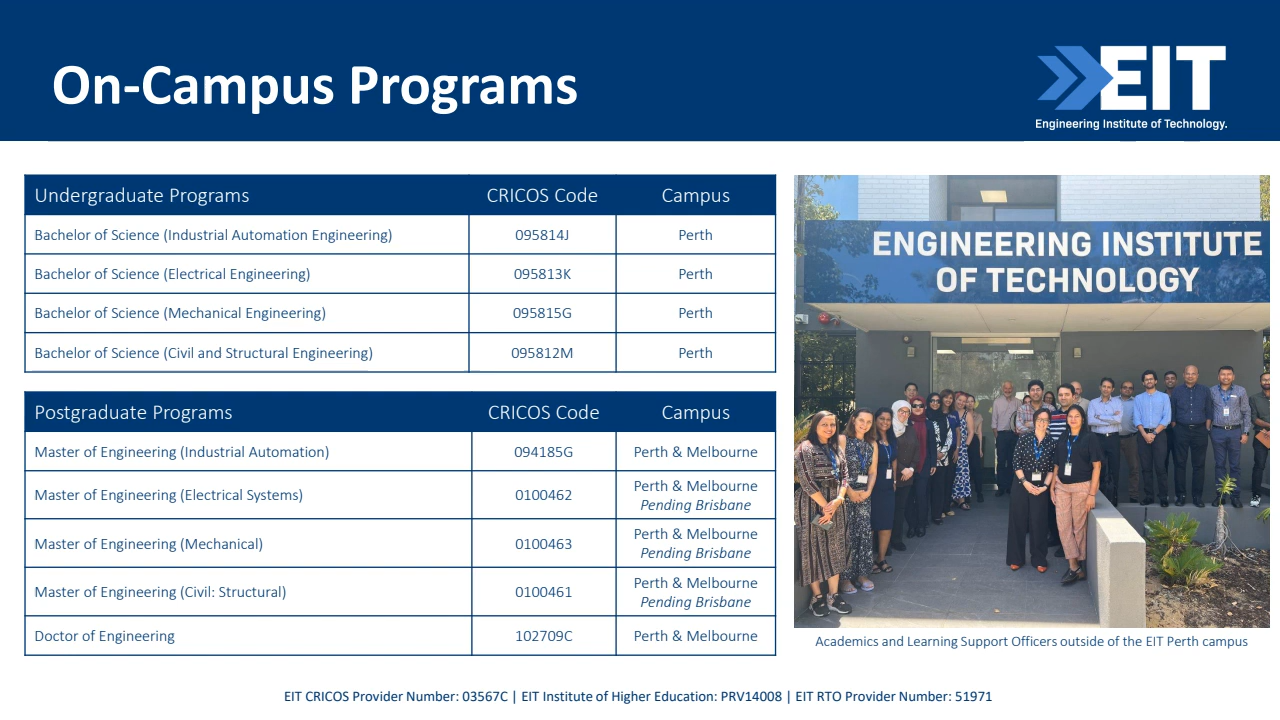 On-Campus Programs
EIT
Engineering Institute of Technology.
Undergraduate Programs CRICOS Code Campus
Bachelor of Science (Industrial Automation Engineering) 095814J Perth
Bachelor of Science (Electrical Engineering) 095813K Perth
Bachelor of Science (Mechanical Engineering) 095815G Perth
Bachelor of Science (Civil and Structural Engineering) 095812M Perth
Postgraduate Programs CRICOS Code Campus
Master of Engineering (Industrial Automation) 094185G Perth & Melbourne
Master of Engineering (Electrical Systems) 0100462 Perth & Melbourne
Pending Brisbane
Master of Engineering (Mechanical) 0100463 Perth & Melbourne
Pending Brisbane
Master of Engineering (Civil: Structural) 0100461 Perth & Melbourne
Pending Brisbane
Doctor of Engineering 102709C Perth & Melbourne
ENGINEERING INSTITUTE
OF TECHNOLOGY
Academics and Learning Support Officers outside of the EIT Perth campus
EIT CRICOS Provider Number: 03567C | EIT Institute of Higher Education: PRV14008 | EIT RTO Provider Number: 51971